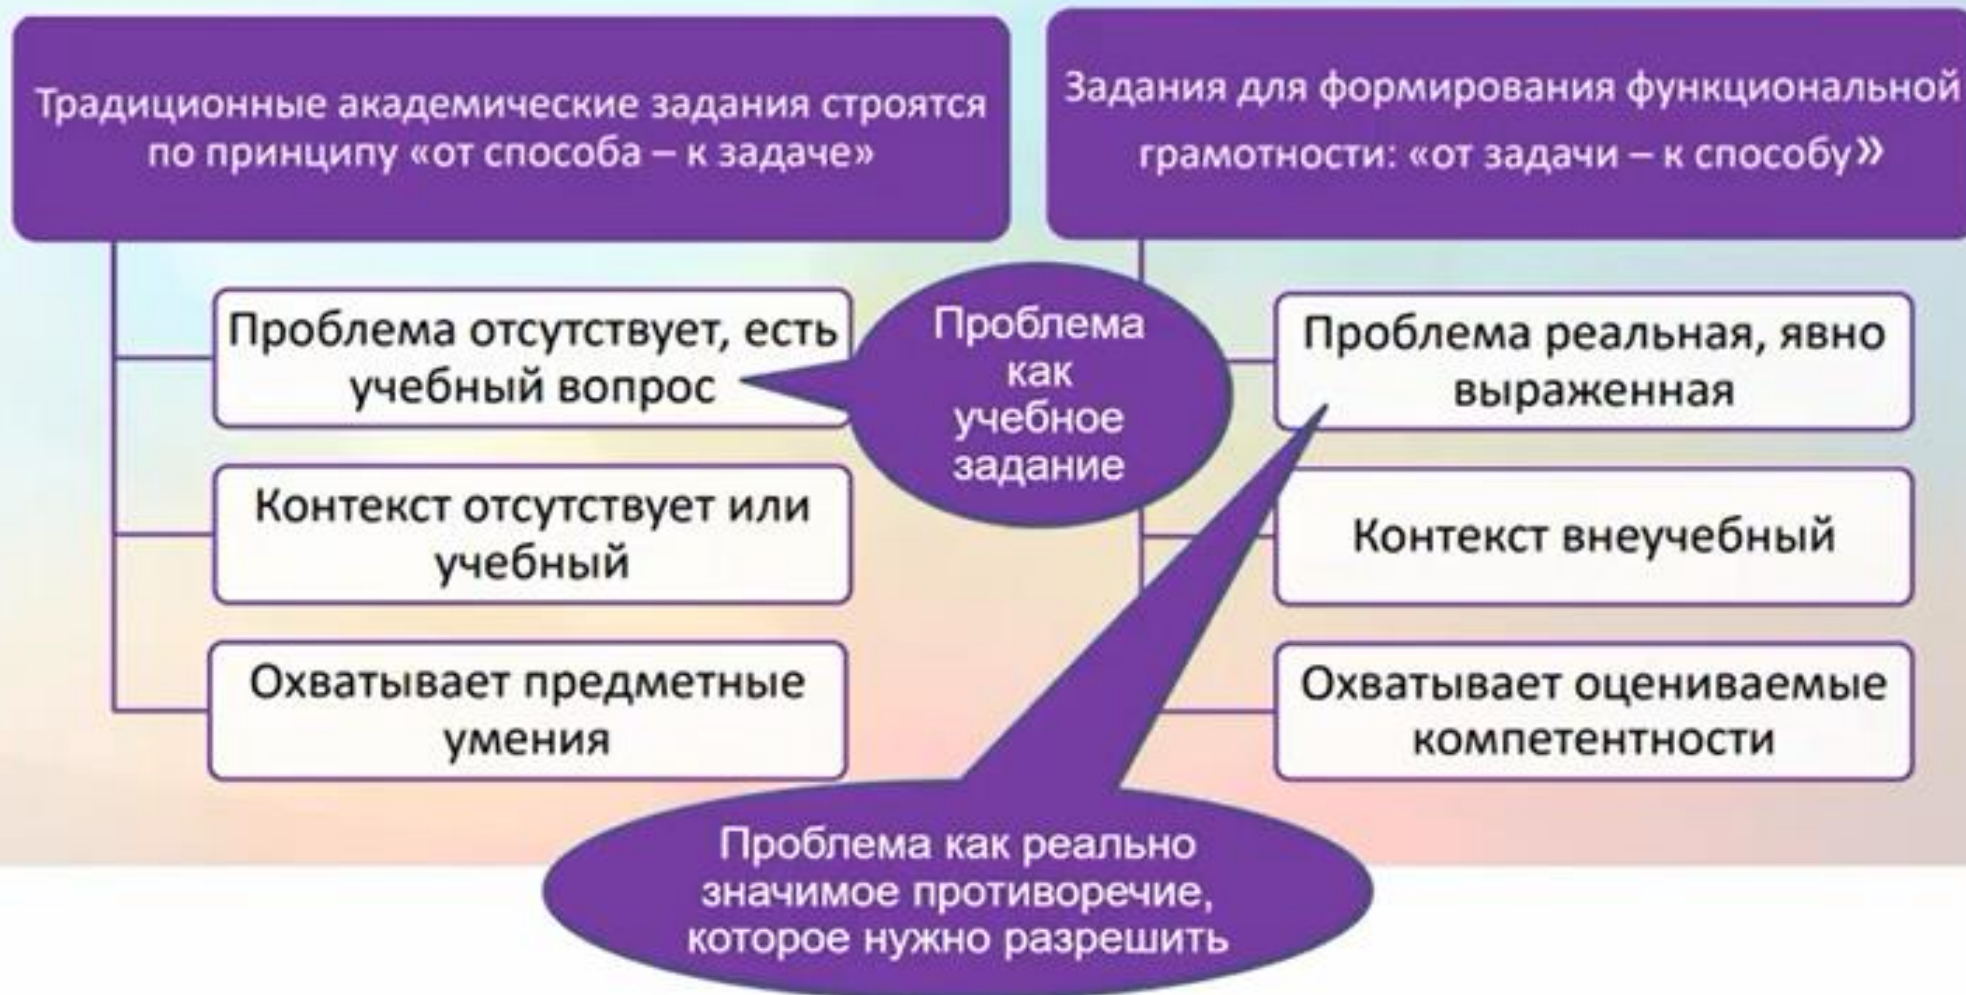 Традиционные академические задания строятся
по принципу «от способа – к задаче»
Задания для формирования функциональной
грамотности: «от задачи – к способу»
Проблема отсутствует, есть
учебный вопрос
Контекст отсутствует или
учебный
Охватывает предметные
умения
Проблема
как
учебное
задание
Проблема реальная, явно
выраженная
Контекст внеучебный
Охватывает оцениваемые
компетентности
Проблема как реально
значимое противоречие,
которое нужно разрешить